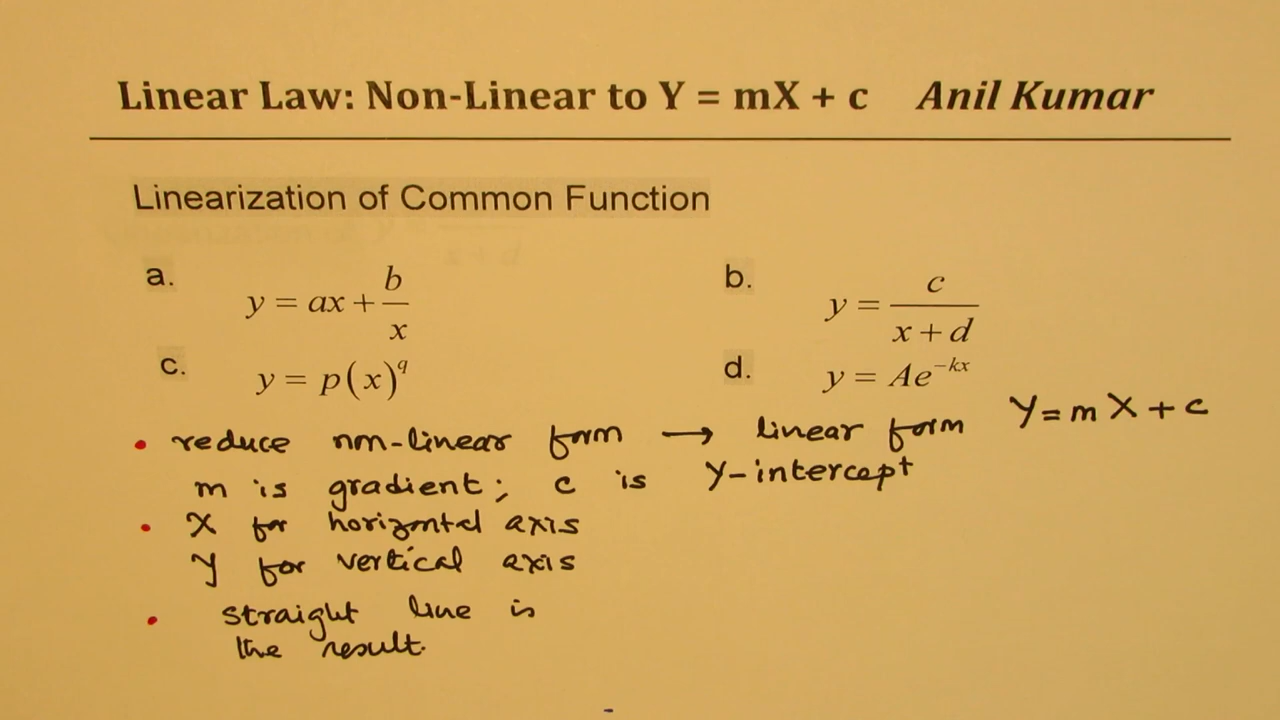 Linear Law: Non-Linear to Y = mX + c Anil Kumar
Linearization of Common Function
a. y = ax + b/x
b. y = c/(x + d)
c. y = p(x)^q
d. y = Ae^{-kx}
• reduce non-linear form → linear form Y = mX + c
m is gradient; c is Y-intercept
• X for horizontal axis
Y for vertical axis
• straight line is
the result.